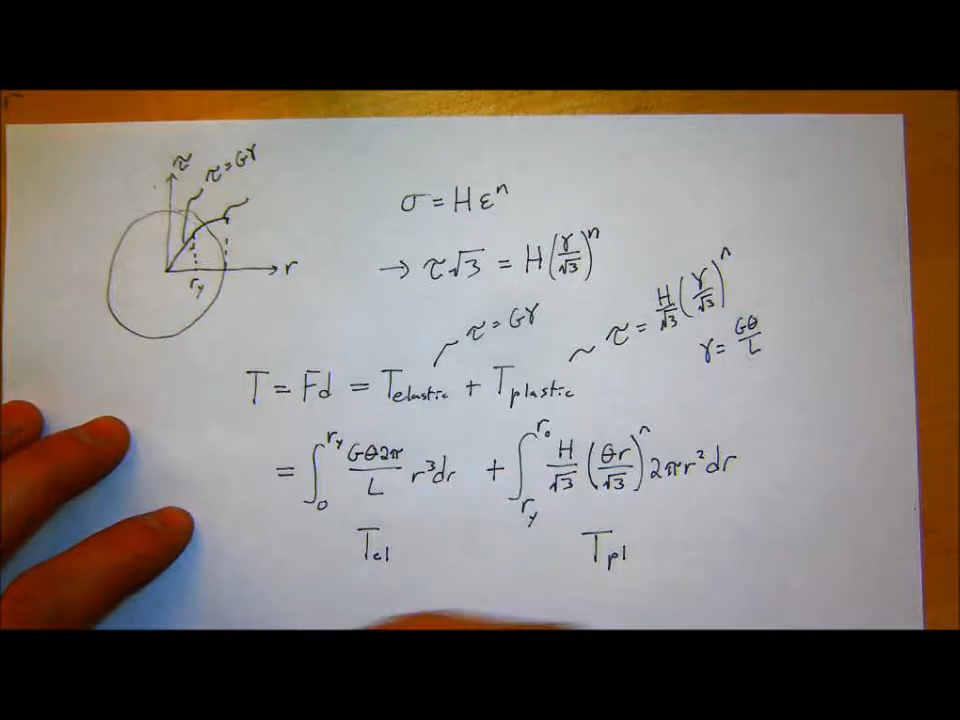 τ
τ = Gγ
r
r_y
σ = H ε^n
→ τ√3 = H (γ/√3)^n
τ = Gγ
τ = H/√3 (γ/√3)^n
γ = Gθ/L
T = Fd = T_elastic + T_plastic
= ∫_0^{r_y} Gθ2π/L r^3 dr + ∫_{r_y}^{r_o} H/√3 (θr/√3)^n 2πr^2 dr
T_el T_pl